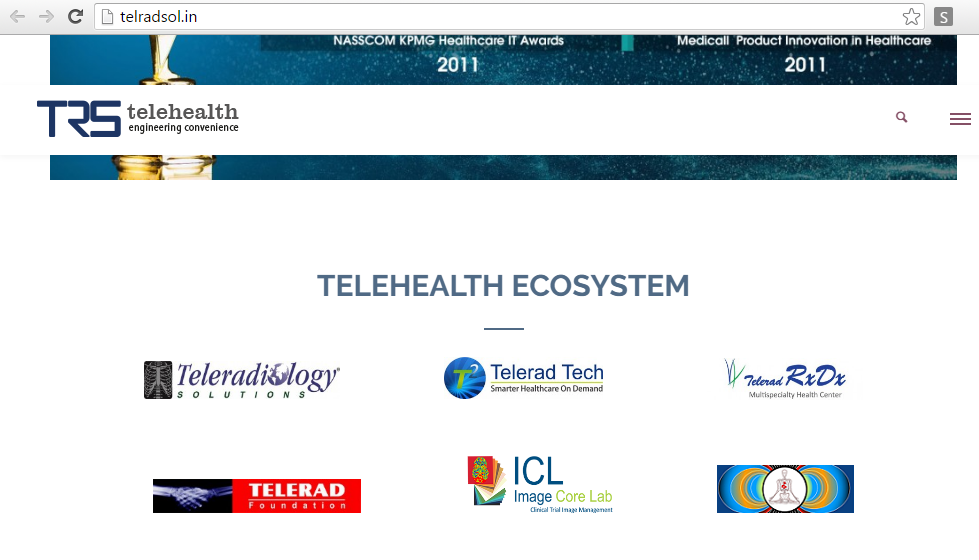 telradsol.in
S
NASSCOM KPMG Healthcare IT Awards
2011
Medicall Product Innovation in Healthcare
2011
TRS telehealth
engineering convenience
TELEHEALTH ECOSYSTEM
Teleradiology
SOLUTIONS
T2 Telerad Tech
Smarter Healthcare On Demand
Telerad RxDx
Multispecialty Health Center
TELERAD
Foundation
ICL
Image Core Lab
Clinical Trial Image Management